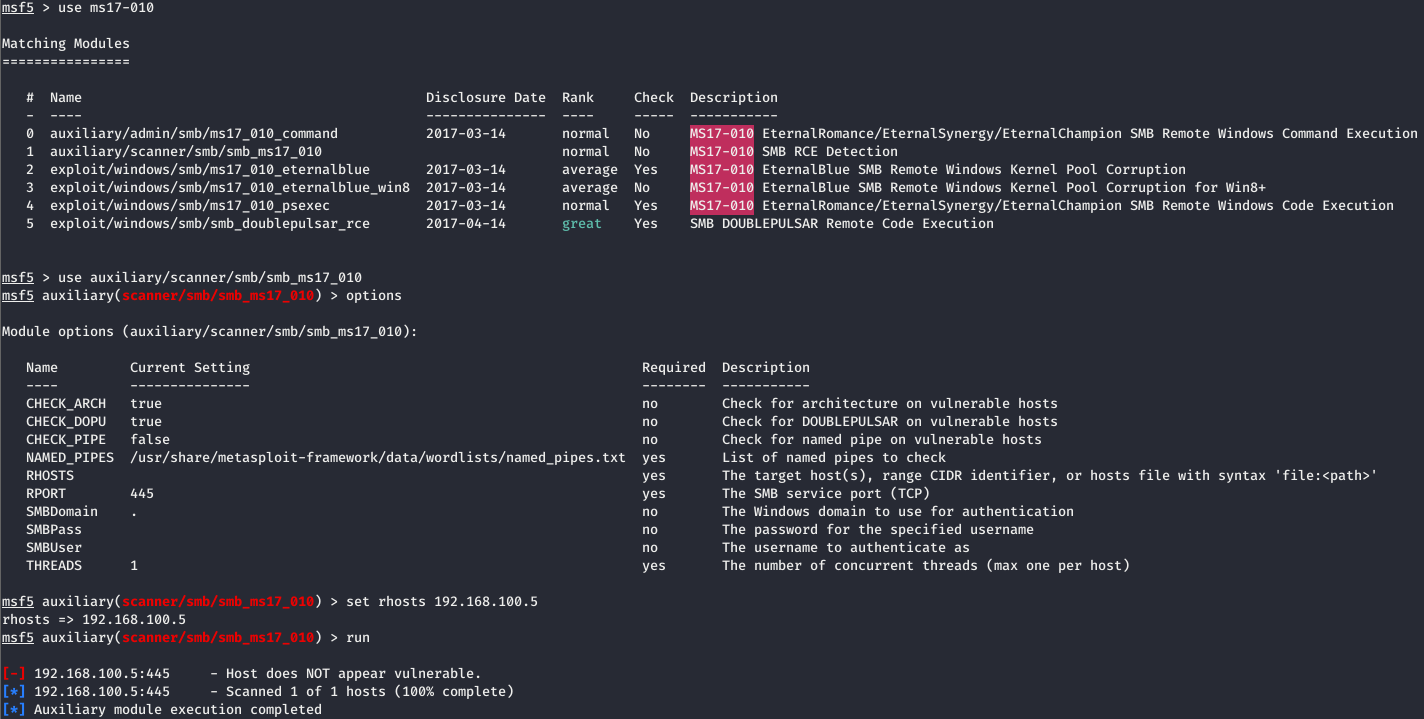 msf5 > use ms17-010
Matching Modules
================
#  Name                                      Disclosure Date  Rank     Check  Description
-  ----                                      ---------------  ----     -----  -----------
0  auxiliary/admin/smb/ms17_010_command           2017-03-14       normal   No     MS17-010 EternalRomance/EternalSynergy/EternalChampion SMB Remote Windows Command Execution
1  auxiliary/scanner/smb/smb_ms17_010                              normal   No     MS17-010 SMB RCE Detection
2  exploit/windows/smb/ms17_010_eternalblue       2017-03-14       average  Yes    MS17-010 EternalBlue SMB Remote Windows Kernel Pool Corruption
3  exploit/windows/smb/ms17_010_eternalblue_win8  2017-03-14       average  No     MS17-010 EternalBlue SMB Remote Windows Kernel Pool Corruption for Win8+
4  exploit/windows/smb/ms17_010_psexec            2017-03-14       normal   Yes    MS17-010 EternalRomance/EternalSynergy/EternalChampion SMB Remote Windows Code Execution
5  exploit/windows/smb/smb_doublepulsar_rce       2017-04-14       great    Yes    SMB DOUBLEPULSAR Remote Code Execution
msf5 > use auxiliary/scanner/smb/smb_ms17_010
msf5 auxiliary(scanner/smb/smb_ms17_010) > options
Module options (auxiliary/scanner/smb/smb_ms17_010):
Name         Current Setting                                                 Required  Description
----         ---------------                                                 --------  -----------
CHECK_ARCH   true                                                            no        Check for architecture on vulnerable hosts
CHECK_DOPU   true                                                            no        Check for DOUBLEPULSAR on vulnerable hosts
CHECK_PIPE   false                                                           no        Check for named pipe on vulnerable hosts
NAMED_PIPES  /usr/share/metasploit-framework/data/wordlists/named_pipes.txt  yes       List of named pipes to check
RHOSTS                                                                       yes       The target host(s), range CIDR identifier, or hosts file with syntax 'file:<path>'
RPORT        445                                                             yes       The SMB service port (TCP)
SMBDomain    .                                                               no        The Windows domain to use for authentication
SMBPass                                                                      no        The password for the specified username
SMBUser                                                                      no        The username to authenticate as
THREADS      1                                                               yes       The number of concurrent threads (max one per host)
msf5 auxiliary(scanner/smb/smb_ms17_010) > set rhosts 192.168.100.5
rhosts => 192.168.100.5
msf5 auxiliary(scanner/smb/smb_ms17_010) > run
[-] 192.168.100.5:445     - Host does NOT appear vulnerable.
[*] 192.168.100.5:445     - Scanned 1 of 1 hosts (100% complete)
[*] Auxiliary module execution completed